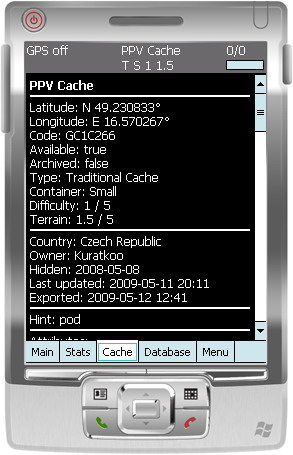 GPS off PPV Cache 0/0
T S 1 1.5
PPV Cache
Latitude: N 49.230833°
Longitude: E 16.570267°
Code: GC1C266
Available: true
Archived: false
Type: Traditional Cache
Container: Small
Difficulty: 1 / 5
Terrain: 1.5 / 5
Country: Czech Republic
Owner: Kuratkoo
Hidden: 2008-05-08
Last updated: 2009-05-11 20:11
Exported: 2009-05-12 12:41
Hint: pod
Main Stats Cache Database Menu